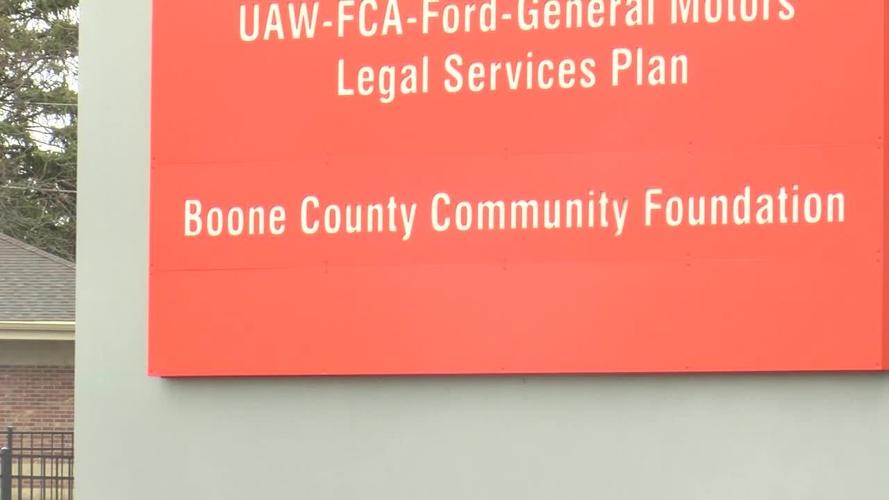 UAW-FCA-Ford-General Motors
Legal Services Plan
Boone County Community Foundation